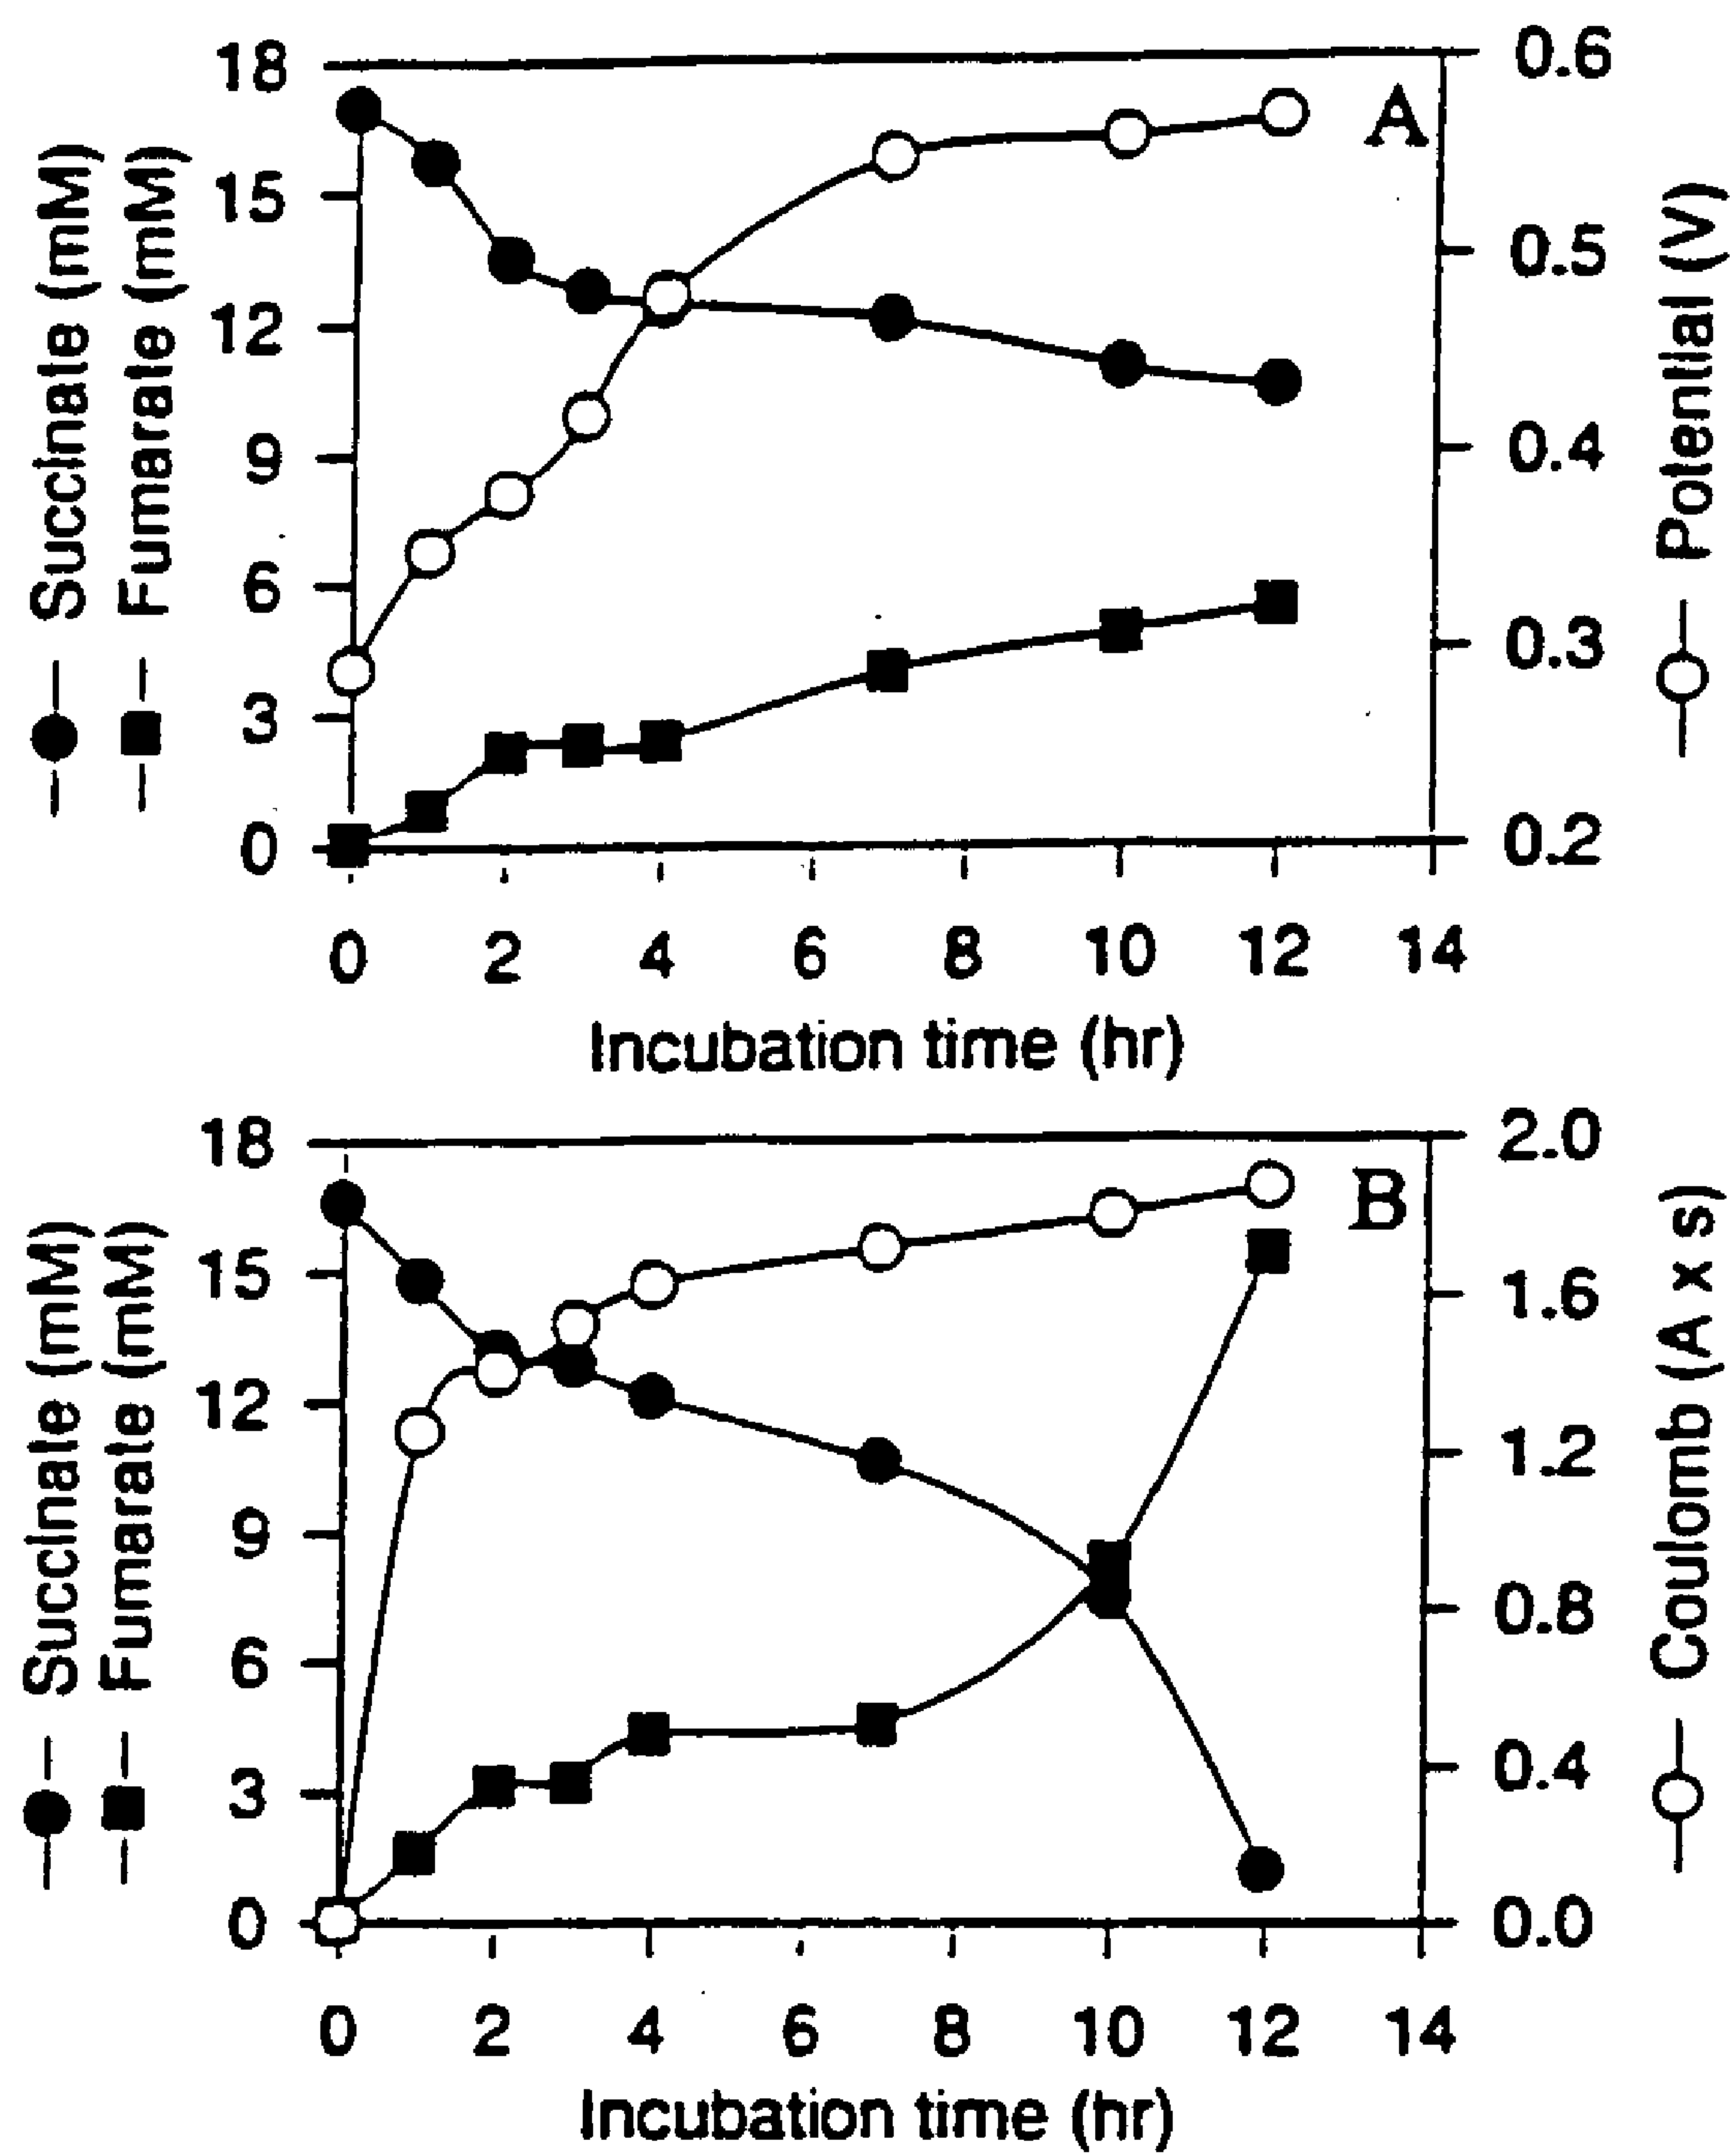 Succinate (mM)
Fumarate (mM)
18
15
12
9
6
3
0
A
0.6
0.5
0.4
0.3
0.2
Potential (V)
0 2 4 6 8 10 12 14
Incubation time (hr)
Succinate (mM)
Fumarate (mM)
18
15
12
9
6
3
0
B
2.0
1.6
1.2
0.8
0.4
0.0
Coulomb (A x s)
0 2 4 6 8 10 12 14
Incubation time (hr)